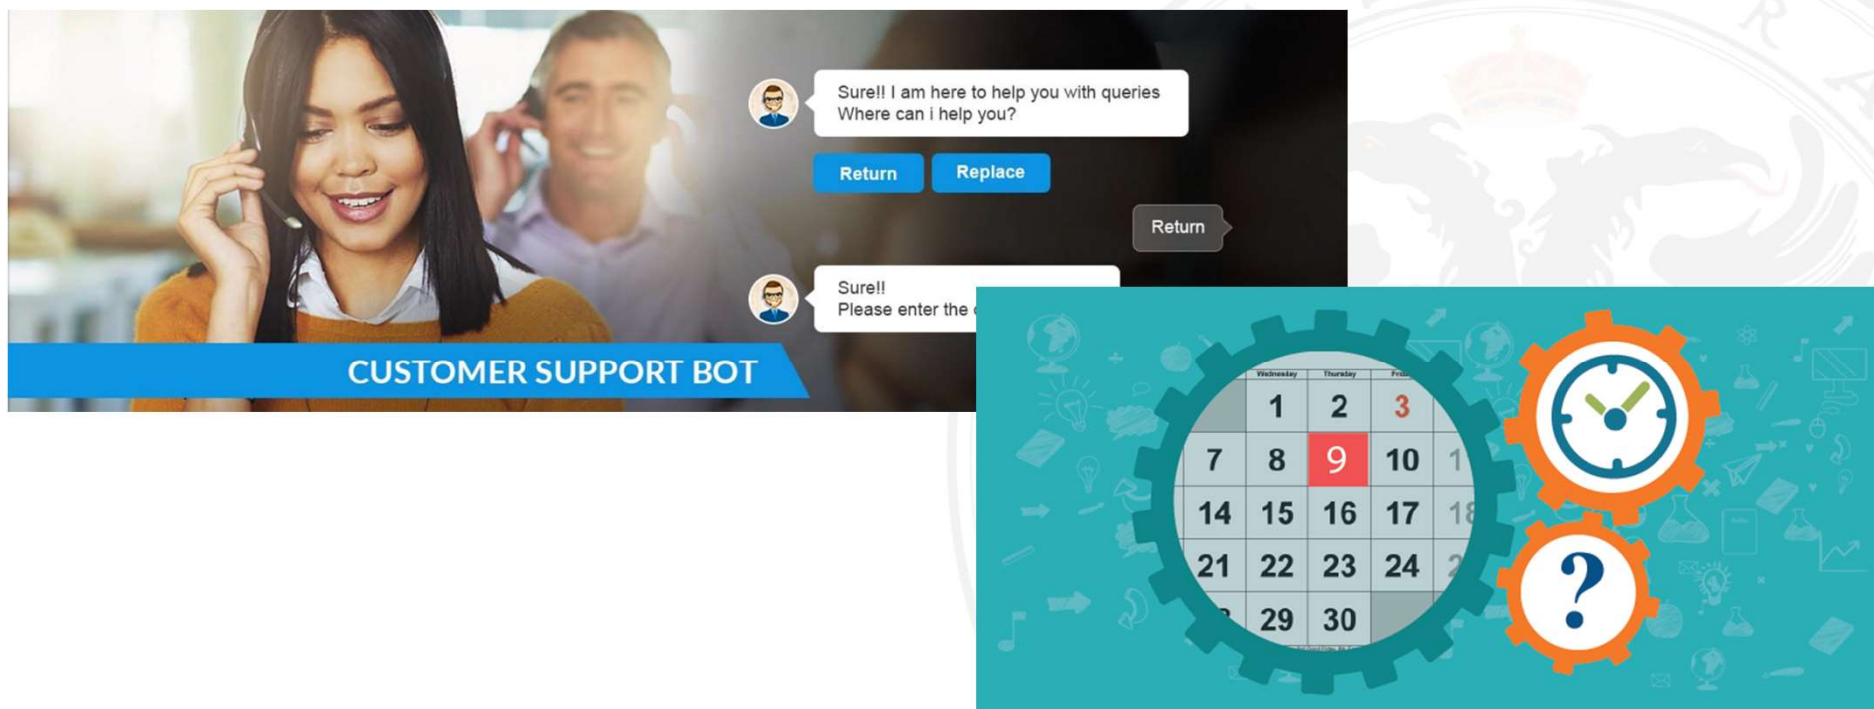 Sure!! I am here to help you with queries
Where can i help you?
Return Replace
Return
Sure!!
Please enter the
CUSTOMER SUPPORT BOT
Wednesday Thursday
1 2 3
7 8 9 10
14 15 16 17 18
21 22 23 24
29 30
?
R
A